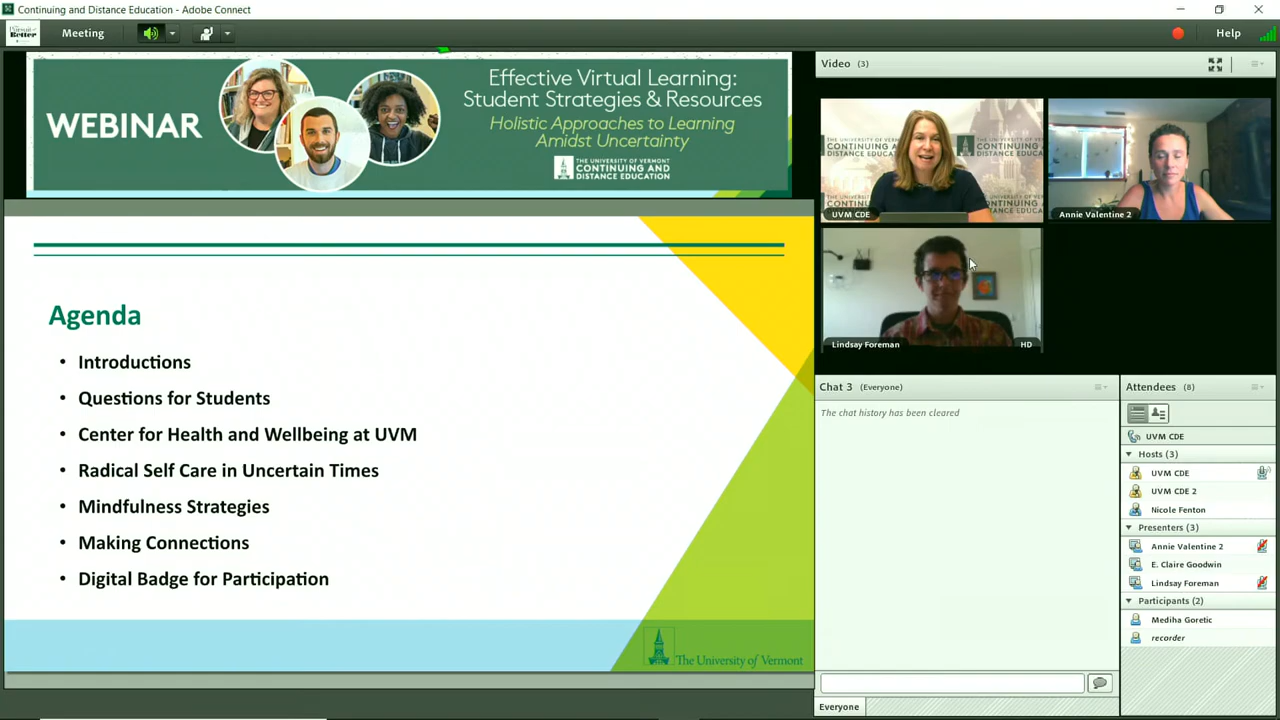 Continuing and Distance Education - Adobe Connect
Pursuit of
Better
Meeting
Help
WEBINAR
Effective Virtual Learning:
Student Strategies & Resources
Holistic Approaches to Learning
Amidst Uncertainty
THE UNIVERSITY OF VERMONT
CONTINUING AND
DISTANCE EDUCATION
Agenda
• Introductions
• Questions for Students
• Center for Health and Wellbeing at UVM
• Radical Self Care in Uncertain Times
• Mindfulness Strategies
• Making Connections
• Digital Badge for Participation
The University of Vermont
Video (3)
UVM CDE
Annie Valentine 2
Lindsay Foreman
HD
Chat 3 (Everyone)
The chat history has been cleared
Everyone
Attendees (8)
UVM CDE
Hosts (3)
UVM CDE
UVM CDE 2
Nicole Fenton
Presenters (3)
Annie Valentine 2
E. Claire Goodwin
Lindsay Foreman
Participants (2)
Mediha Goretic
recorder